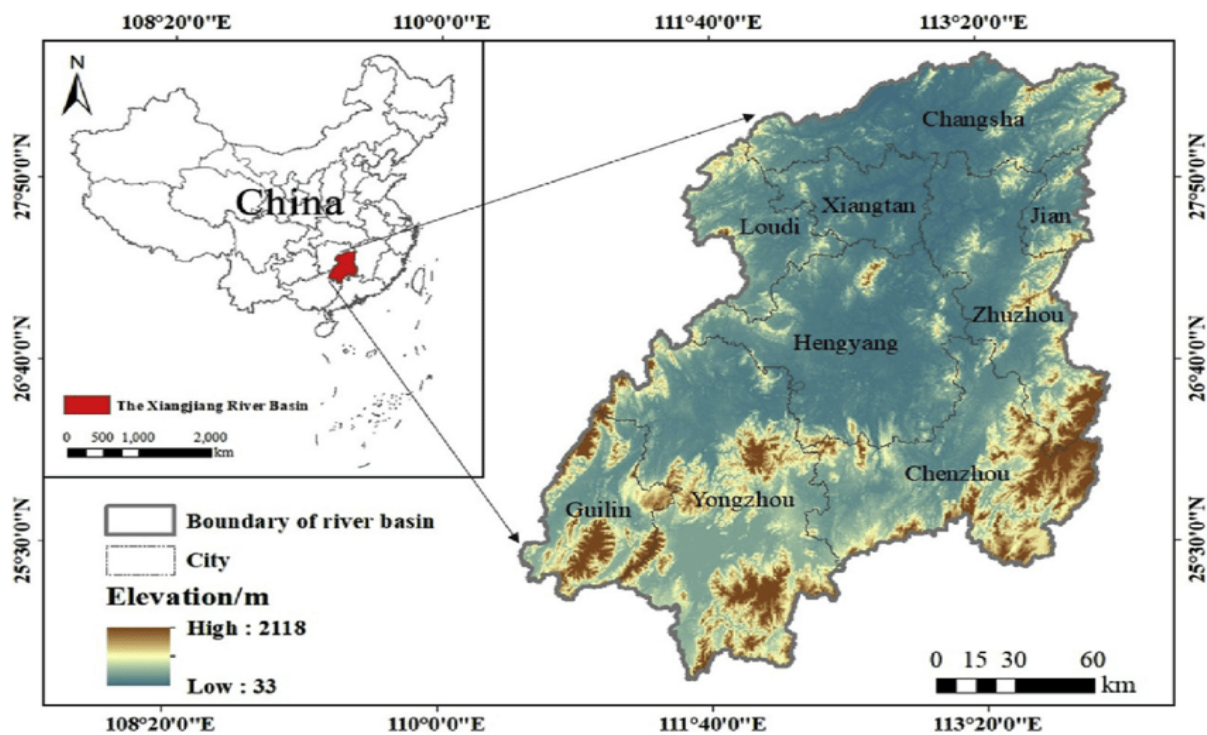 108°20'0"E 110°0'0"E 111°40'0"E 113°20'0"E
N
China
The Xiangjiang River Basin
0 500 1,000 2,000
km
Changsha
Xiangtan
Loudi
Jian
Zhuzhou
Hengyang
Chenzhou
Guilin
Yongzhou
27°50'0"N
26°40'0"N
25°30'0"N
27°50'0"N
26°40'0"N
25°30'0"N
Boundary of river basin
City
Elevation/m
High : 2118
Low : 33
0 15 30 60
km
108°20'0"E 110°0'0"E 111°40'0"E 113°20'0"E